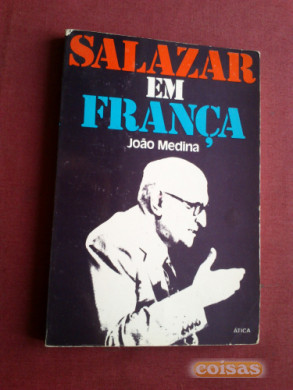 SALAZAR
EM
FRANÇA
João Medina
ÁTICA
coisas